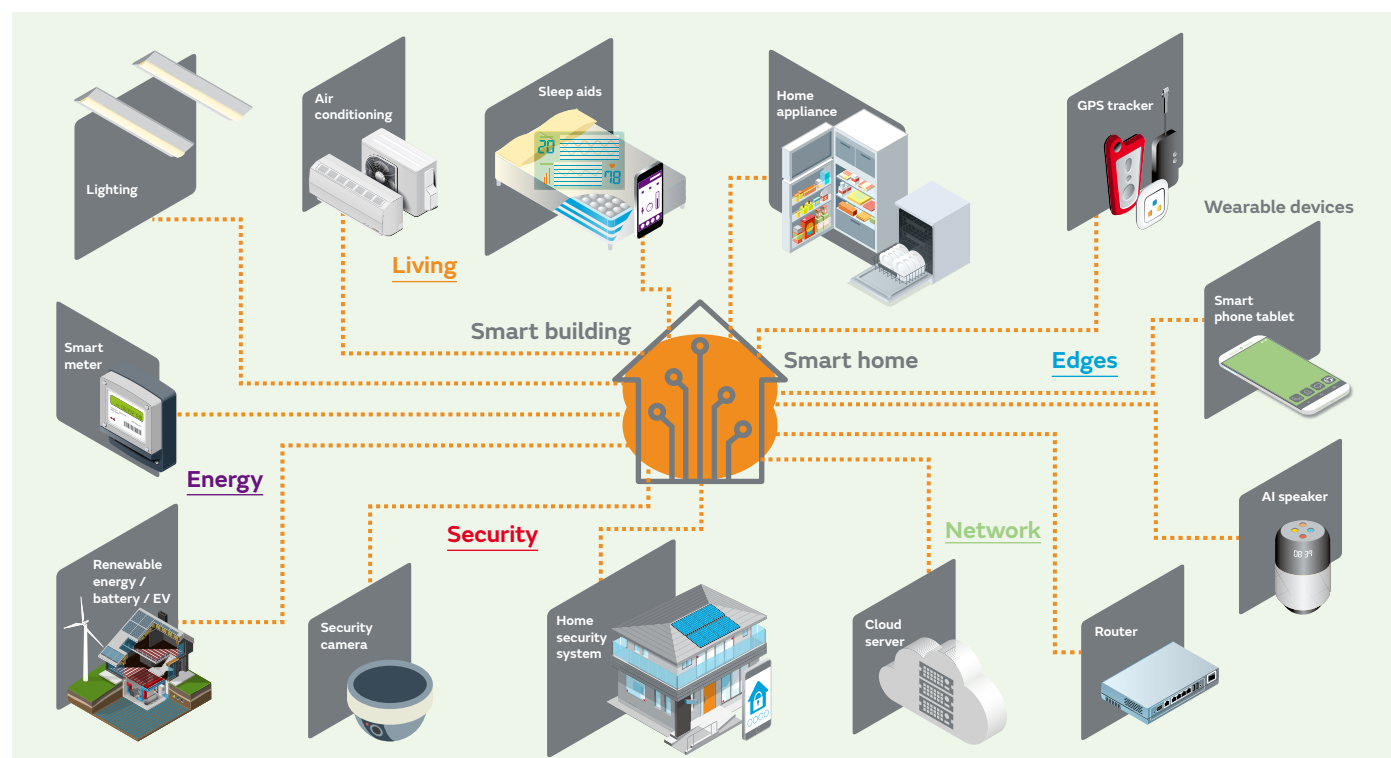 Lighting
Air
conditioning
Sleep aids
20
78
Home
appliance
GPS tracker
Wearable devices
Living
Smart
phone tablet
Smart building
Smart home
Edges
Smart
meter
Energy
Security
Network
AI speaker
08 39
Renewable
energy /
battery / EV
Security
camera
Home
security
system
Cloud
server
Router